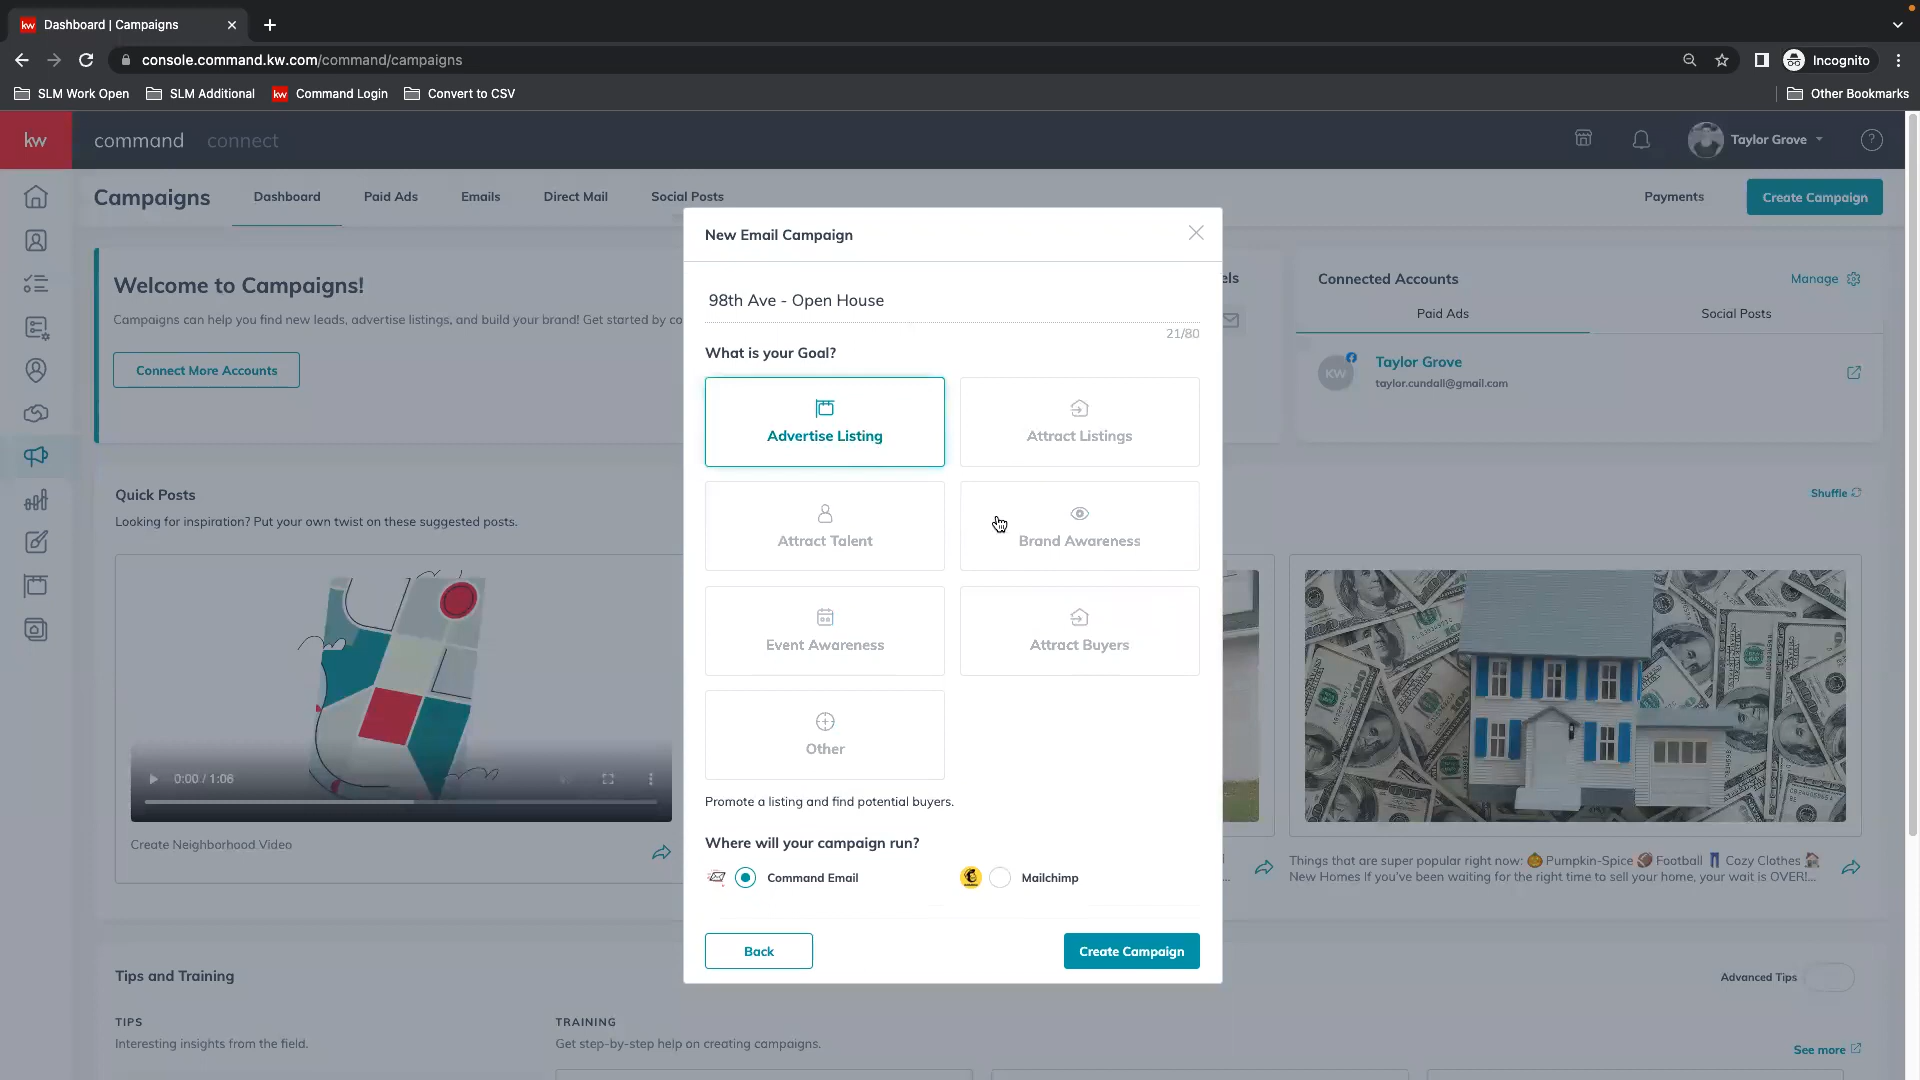 kw Dashboard | Campaigns
console.command.kw.com/command/campaigns
Incognito
SLM Work Open
SLM Additional
kw Command Login
Convert to CSV
Other Bookmarks
kw
command
connect
Taylor Grove
?
Campaigns
Dashboard
Paid Ads
Emails
Direct Mail
Social Posts
Payments
Create Campaign
Welcome to Campaigns!
Campaigns can help you find new leads, advertise listings, and build your brand! Get started by co
Connect More Accounts
els
Connected Accounts
Manage
Paid Ads
Social Posts
KW
Taylor Grove
taylor.cundall@gmail.com
New Email Campaign
98th Ave - Open House
21/80
What is your Goal?
Advertise Listing
Attract Listings
Attract Talent
Brand Awareness
Event Awareness
Attract Buyers
Other
Promote a listing and find potential buyers.
Where will your campaign run?
Command Email
Mailchimp
Back
Create Campaign
Quick Posts
Looking for inspiration? Put your own twist on these suggested posts.
Shuffle
0:00 / 1:06
Create Neighborhood Video
Things that are super popular right now: 🎃 Pumpkin-Spice 🏈 Football 👖 Cozy Clothes 🏠
New Homes If you've been waiting for the right time to sell your home, your wait is OVER!...
Tips and Training
Advanced Tips
TIPS
Interesting insights from the field.
TRAINING
Get step-by-step help on creating campaigns.
See more